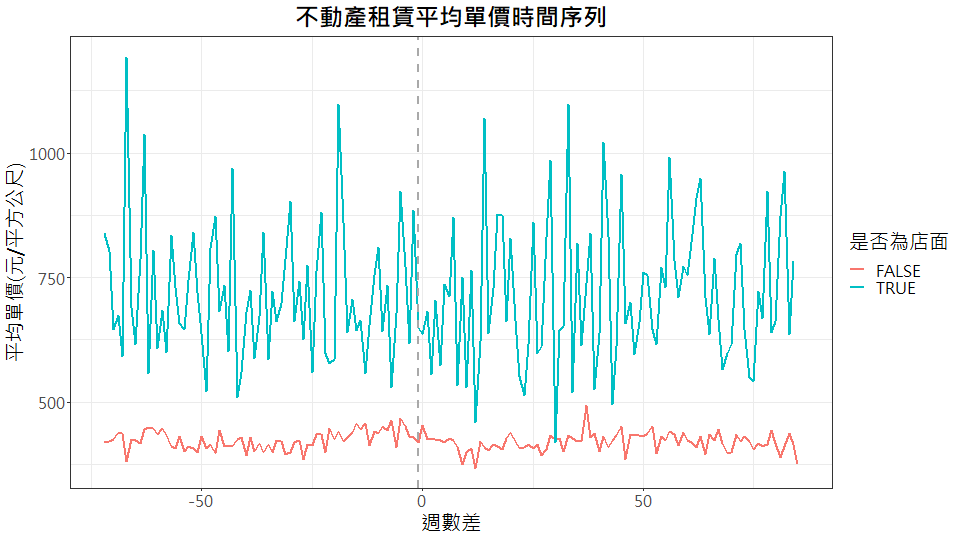 不動產租賃平均單價時間序列
平均單價(元/平方公尺)
1000
750
500
-50
0
50
週數差
是否為店面
FALSE
TRUE